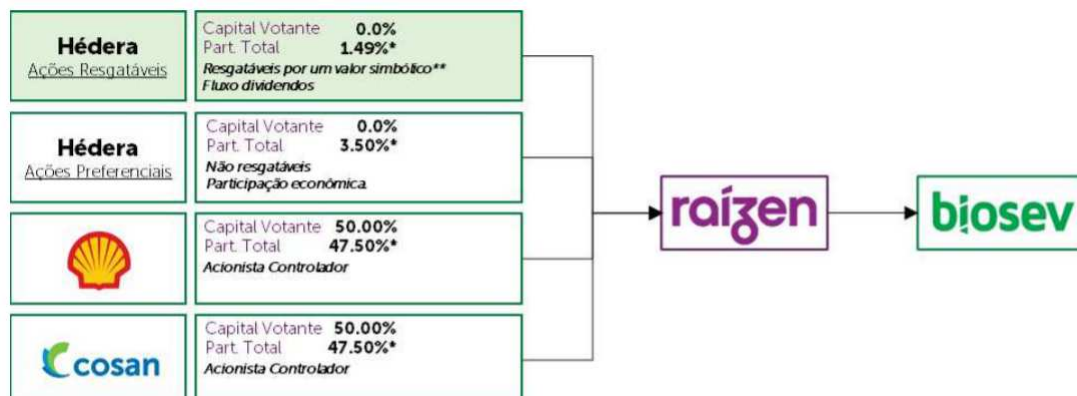 Hédera
Ações Resgatáveis
Capital Votante 0.0%
Part. Total 1.49%*
Resgatáveis por um valor simbólico**
Fluxo dividendos
Hédera
Ações Preferenciais
Capital Votante 0.0%
Part. Total 3.50%*
Não resgatáveis
Participação econômica.
Capital Votante 50.00%
Part. Total 47.50%*
Acionista Controlador
cosan
Capital Votante 50.00%
Part. Total 47.50%*
Acionista Controlador
raízen
biosev